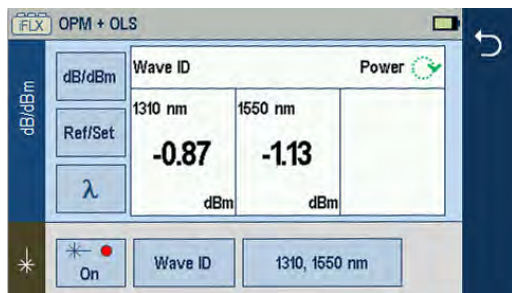 iFLX OPM + OLS
dB/dBm
dB/dBm
Ref/Set
λ
Wave ID Power
1310 nm 1550 nm
-0.87 -1.13
dBm dBm
On
Wave ID
1310, 1550 nm